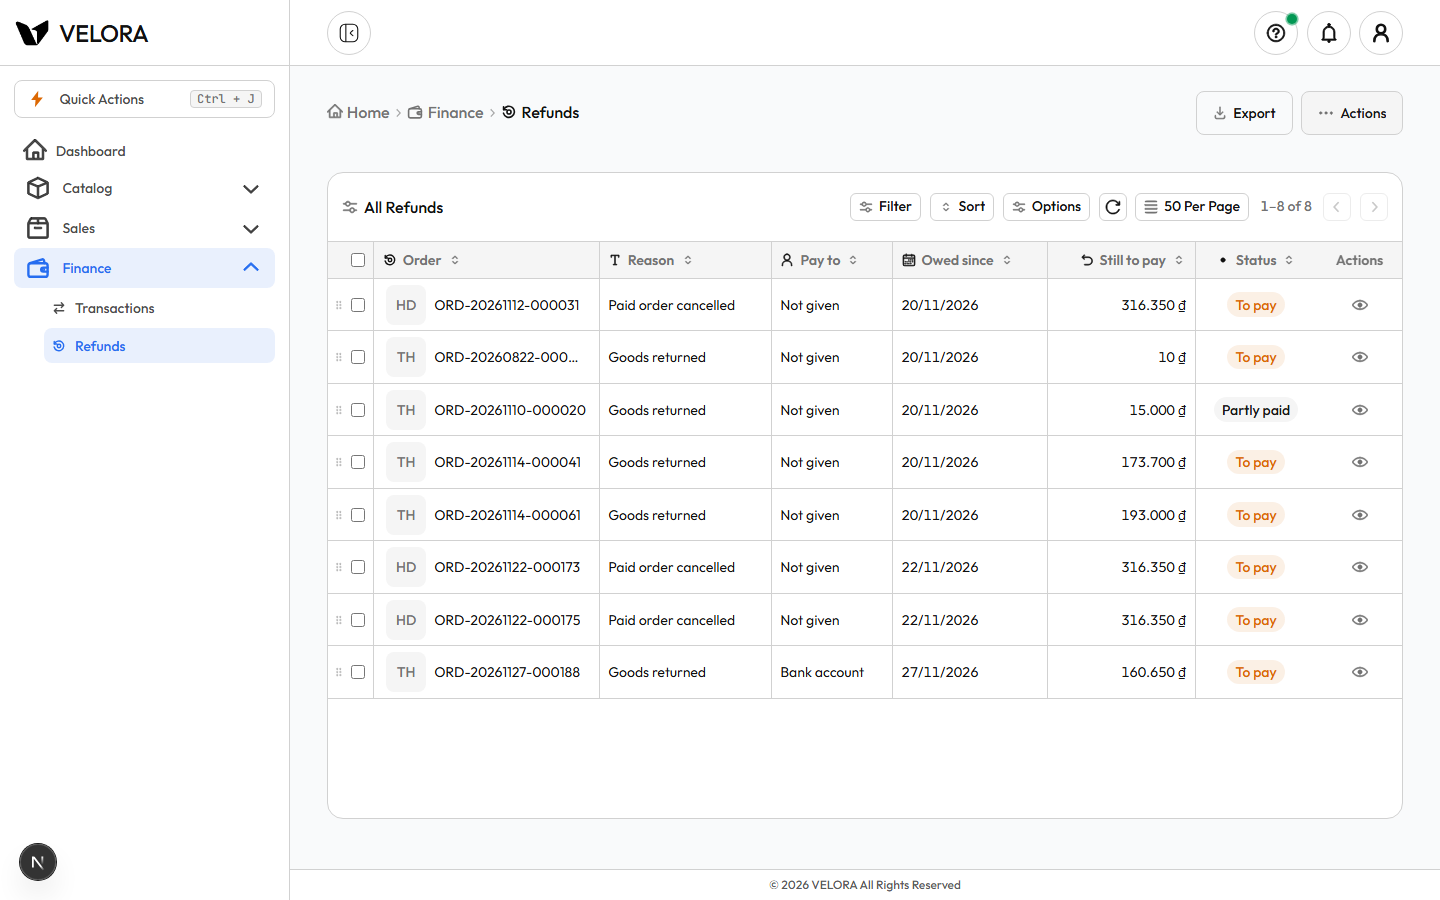 VELORA
Quick Actions Ctrl + J
Dashboard
Catalog
Sales
Finance
Transactions
Refunds
Home › Finance › Refunds
Export
Actions
All Refunds
Filter Sort Options 50 Per Page 1–8 of 8
Order Reason Pay to Owed since Still to pay Status Actions
HD ORD-20261112-000031 Paid order cancelled Not given 20/11/2026 316.350 ₫ To pay
TH ORD-20260822-000... Goods returned Not given 20/11/2026 10 ₫ To pay
TH ORD-20261110-000020 Goods returned Not given 20/11/2026 15.000 ₫ Partly paid
TH ORD-20261114-000041 Goods returned Not given 20/11/2026 173.700 ₫ To pay
TH ORD-20261114-000061 Goods returned Not given 20/11/2026 193.000 ₫ To pay
HD ORD-20261122-000173 Paid order cancelled Not given 22/11/2026 316.350 ₫ To pay
HD ORD-20261122-000175 Paid order cancelled Not given 22/11/2026 316.350 ₫ To pay
TH ORD-20261127-000188 Goods returned Bank account 27/11/2026 160.650 ₫ To pay
N
© 2026 VELORA All Rights Reserved